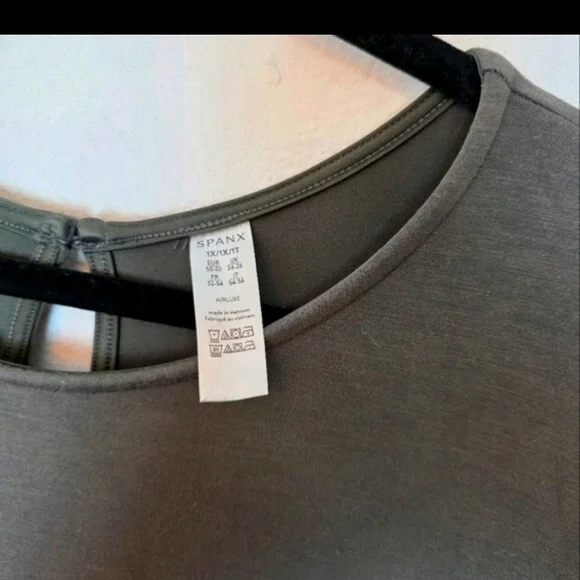 SPANX
1X/1X/1T
EUR UK
50-52 24-26
FR IT
52-54 56-58
AIRLUXE
made in vietnam
fabriqué au vietnam